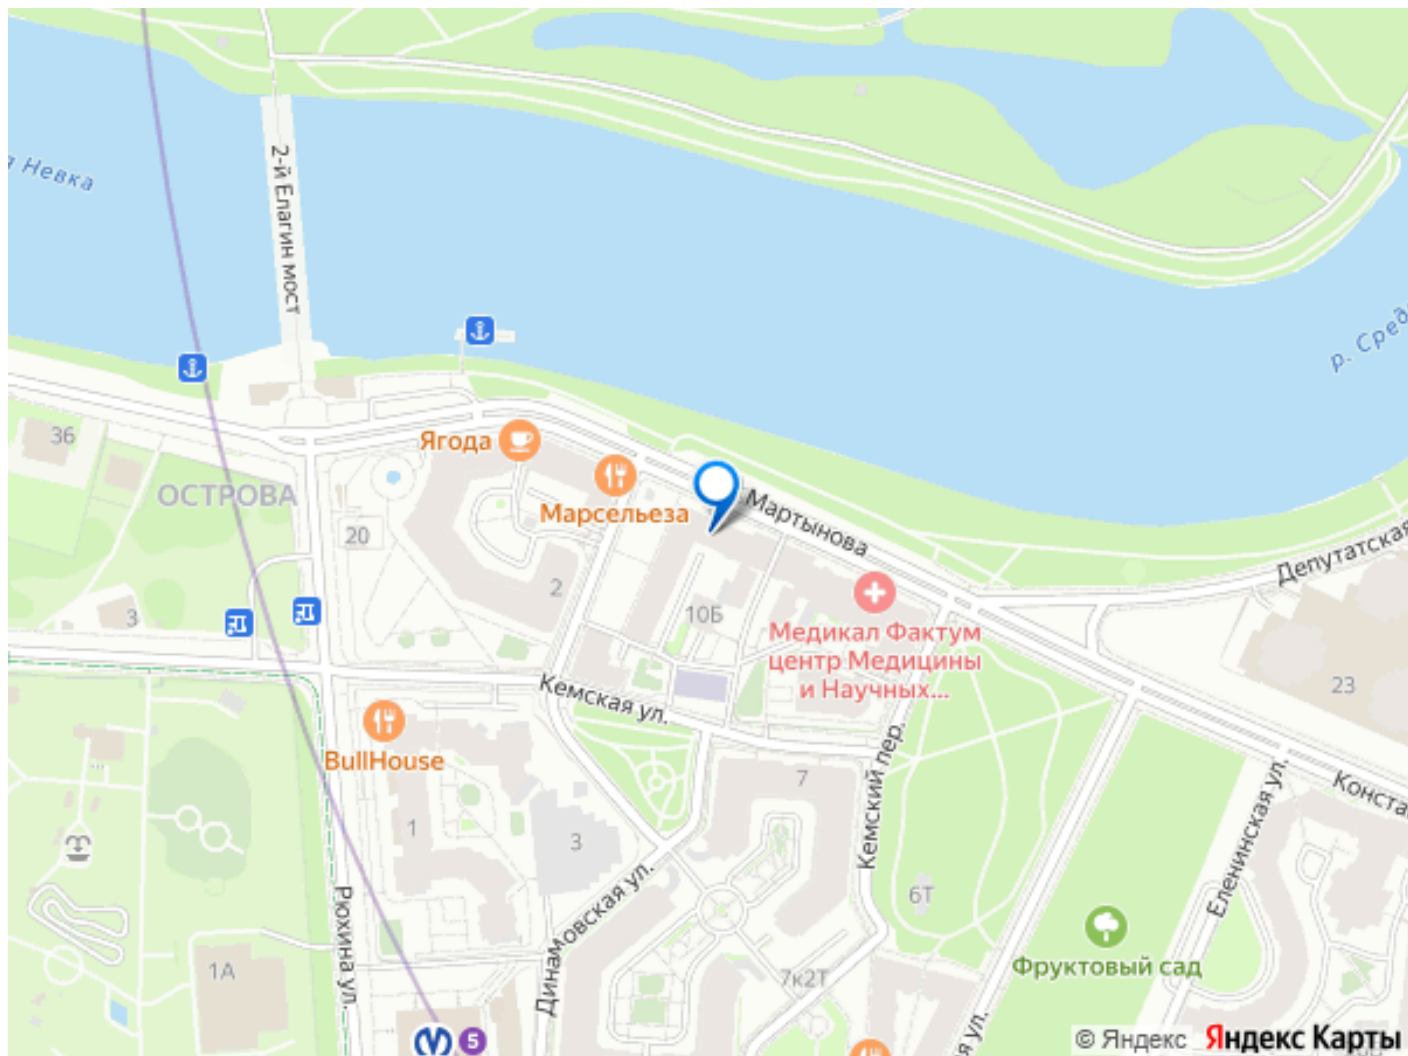 я Невка
2-й Елагин мост
р. Сред
36
ОСТРОВА
Ягода
Марсельеза
Мартынова
Депутатская
20
2
10Б
3
Медикал Фактум
центр Медицины
и Научных...
23
Кемская ул.
BullHouse
Кемский пер.
7
Конста
1
3
Еленинская ул.
6Т
Рюхина ул.
Динамовская ул.
1А
Фруктовый сад
7к2Т
я ул.
5
© Яндекс Яндекс Карты